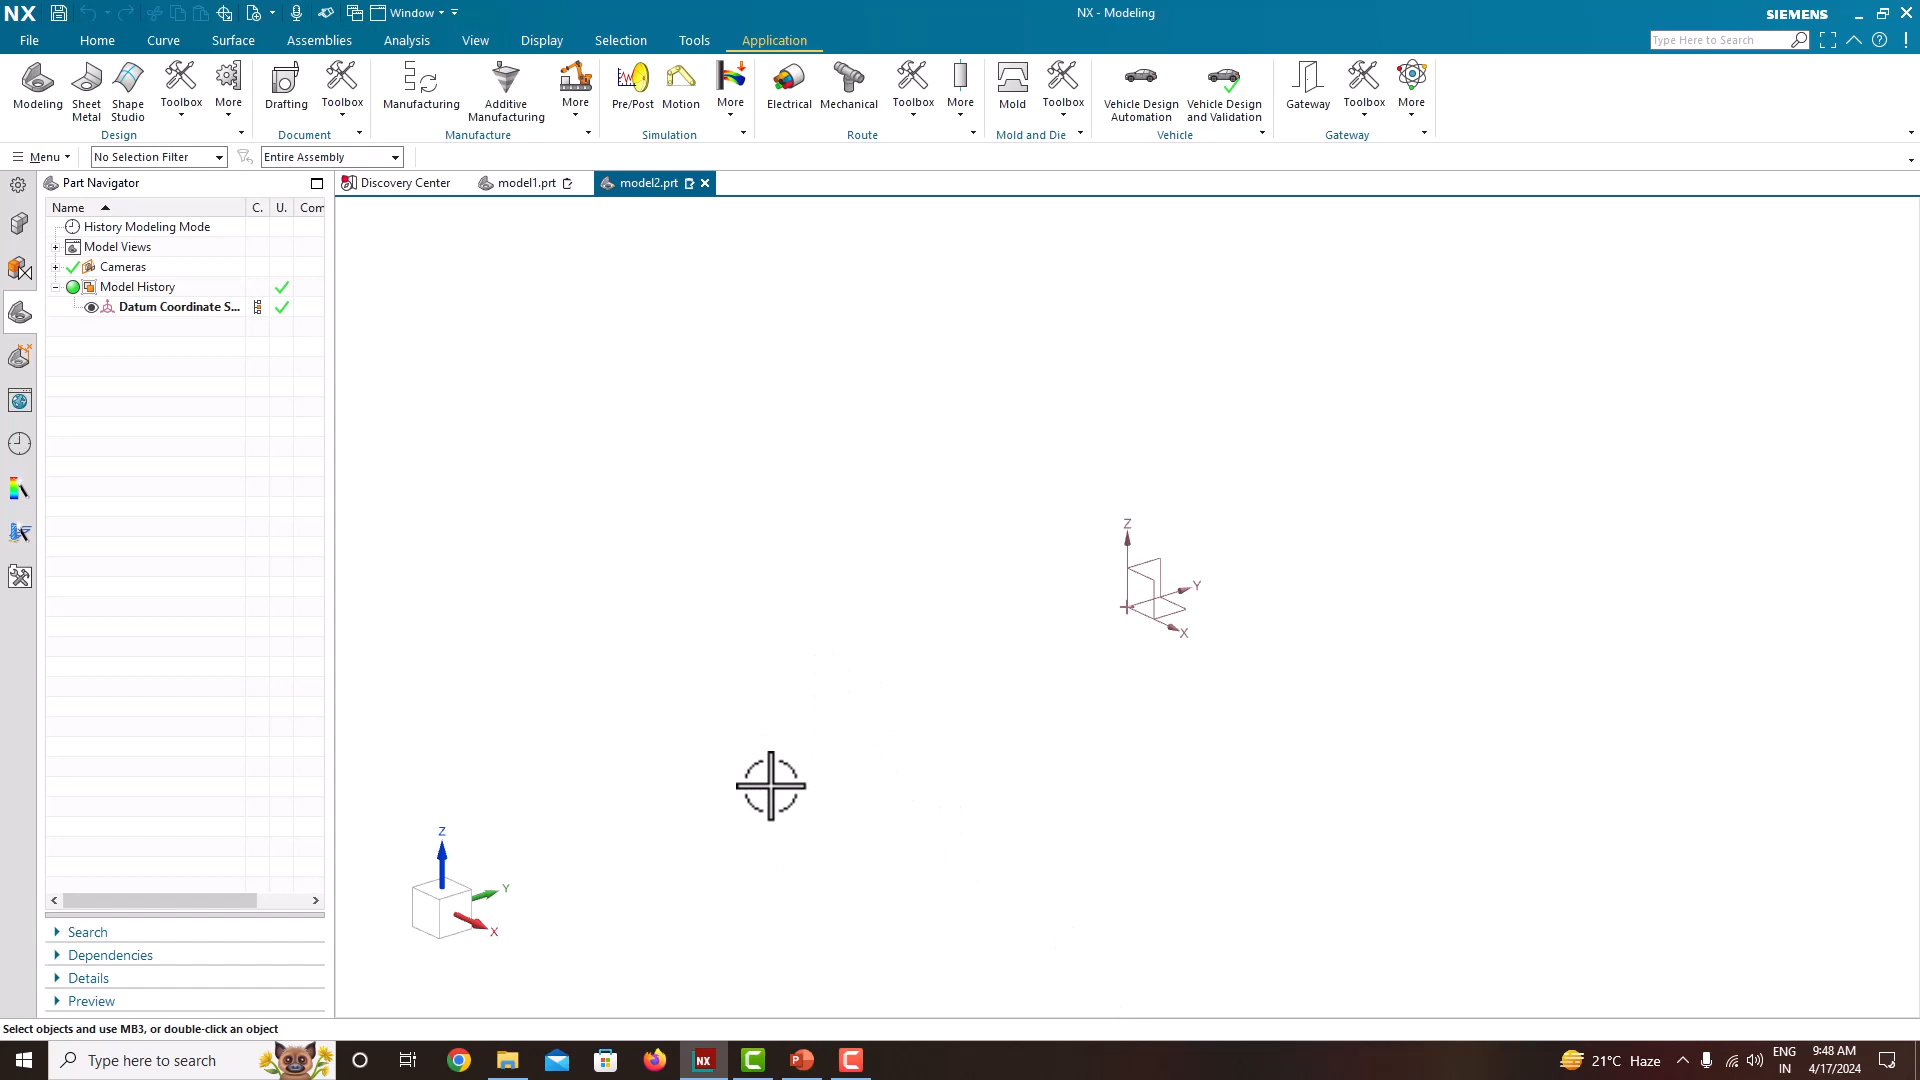 NX
Window
NX - Modeling
SIEMENS
File
Home
Curve
Surface
Assemblies
Analysis
View
Display
Selection
Tools
Application
Type Here to Search
Modeling
Sheet Metal
Shape Studio
Toolbox
More
Design
Drafting
Toolbox
Document
Manufacturing
Additive Manufacturing
More
Manufacture
Pre/Post
Motion
More
Simulation
Electrical
Mechanical
Toolbox
More
Route
Mold
Toolbox
Mold and Die
Vehicle Design Automation
Vehicle Design and Validation
Vehicle
Gateway
Toolbox
More
Gateway
Menu
No Selection Filter
Entire Assembly
Part Navigator
Discovery Center
model1.prt
model2.prt
Name
C.
U.
Com
History Modeling Mode
Model Views
Cameras
Model History
Datum Coordinate S...
Z
Y
X
Z
Y
X
Search
Dependencies
Details
Preview
Select objects and use MB3, or double-click an object
Type here to search
NX
21°C Haze
ENG
IN
9:48 AM
4/17/2024